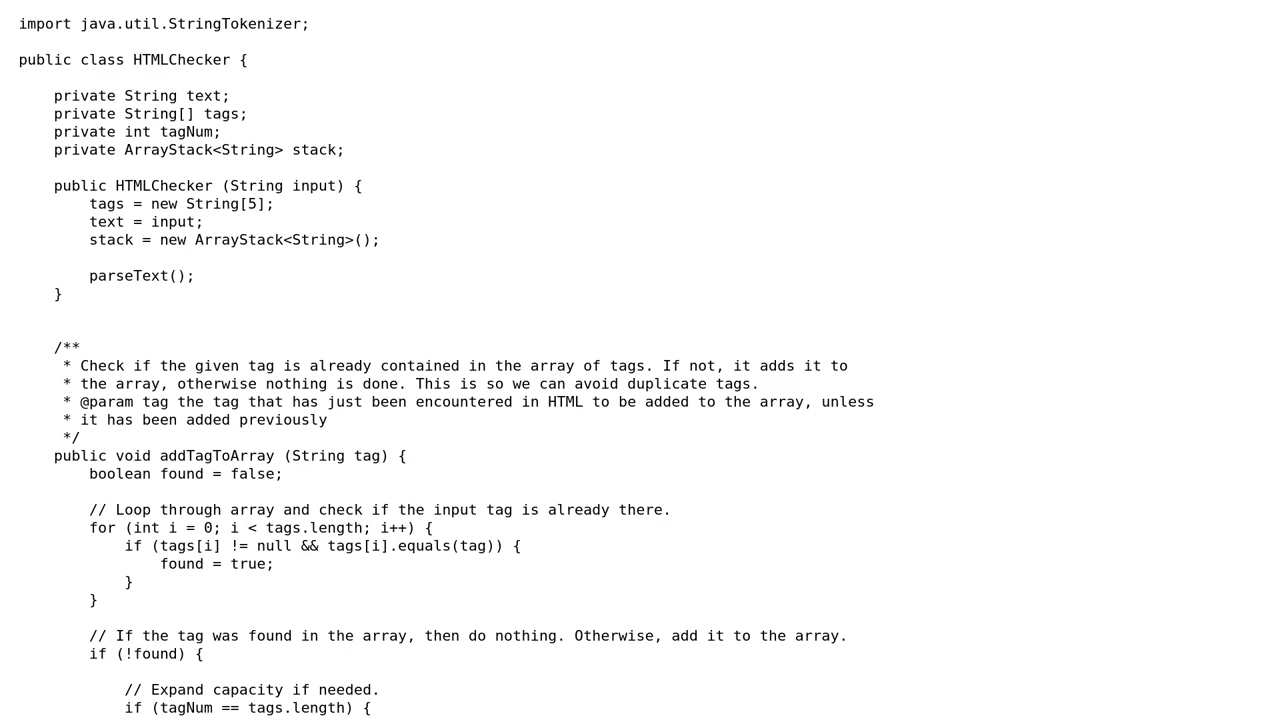 import java.util.StringTokenizer;

public class HTMLChecker {

    private String text;
    private String[] tags;
    private int tagNum;
    private ArrayStack<String> stack;

    public HTMLChecker (String input) {
        tags = new String[5];
        text = input;
        stack = new ArrayStack<String>();

        parseText();
    }


    /**
     * Check if the given tag is already contained in the array of tags. If not, it adds it to
     * the array, otherwise nothing is done. This is so we can avoid duplicate tags.
     * @param tag the tag that has just been encountered in HTML to be added to the array, unless
     * it has been added previously
     */
    public void addTagToArray (String tag) {
        boolean found = false;

        // Loop through array and check if the input tag is already there.
        for (int i = 0; i < tags.length; i++) {
            if (tags[i] != null && tags[i].equals(tag)) {
                found = true;
            }
        }

        // If the tag was found in the array, then do nothing. Otherwise, add it to the array.
        if (!found) {

            // Expand capacity if needed.
            if (tagNum == tags.length) {